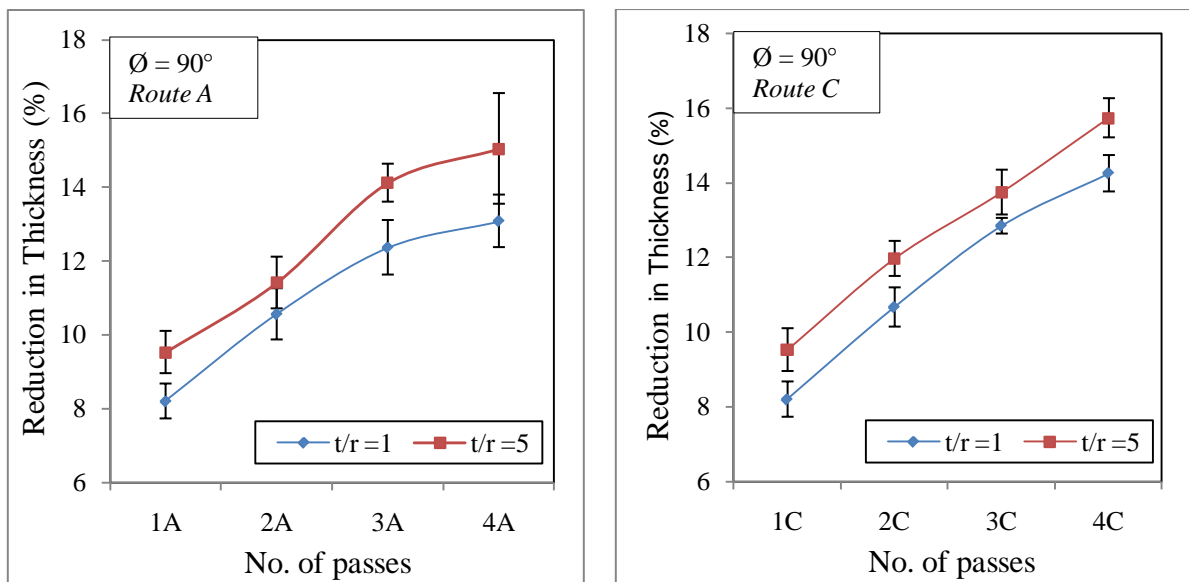 Ø = 90°
Route A
Reduction in Thickness (%)
18
16
14
12
10
8
6
t/r =1
t/r =5
1A
2A
3A
4A
No. of passes
Ø = 90°
Route C
Reduction in Thickness (%)
18
16
14
12
10
8
6
t/r =1
t/r =5
1C
2C
3C
4C
No. of passes